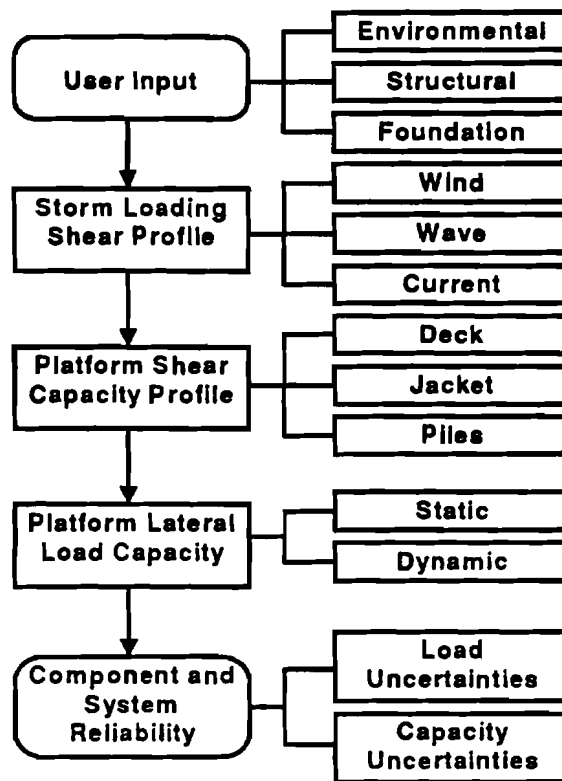 User Input
Environmental
Structural
Foundation
Storm Loading
Shear Profile
Wind
Wave
Current
Platform Shear
Capacity Profile
Deck
Jacket
Piles
Platform Lateral
Load Capacity
Static
Dynamic
Component and
System
Reliability
Load
Uncertainties
Capacity
Uncertainties